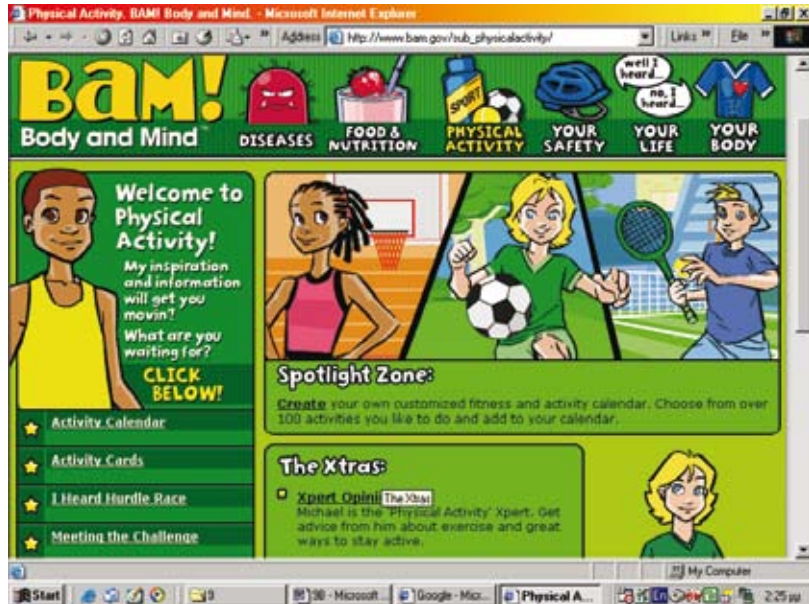 Physical Activity. BAM! Body and Mind. - Microsoft Internet Explorer
Address http://www.bam.gov/sub_physicalactivity/ Links
BAM!
Body and Mind™
DISEASES
FOOD & NUTRITION
SPORT
PHYSICAL ACTIVITY
YOUR SAFETY
well I heard...
no, I heard...
YOUR LIFE
YOUR BODY
Welcome to
Physical
Activity!
My inspiration
and information
will get you
movin?
What are you
waiting for?
CLICK
BELOW!
Activity Calendar
Activity Cards
I Heard Hurdle Race
Meeting the Challenge
Spotlight Zone:
Create your own customized fitness and activity calendar. Choose from over
100 activities you like to do and add to your calendar.
The Xtras:
Xpert Opini
The Xtras
Michael is the 'Physical Activity' Xpert. Get
advice from him about exercise and great
ways to stay active.
My Computer
Start
9
- Microsoft ...
Google - Micr...
Physical A...
En
2:25